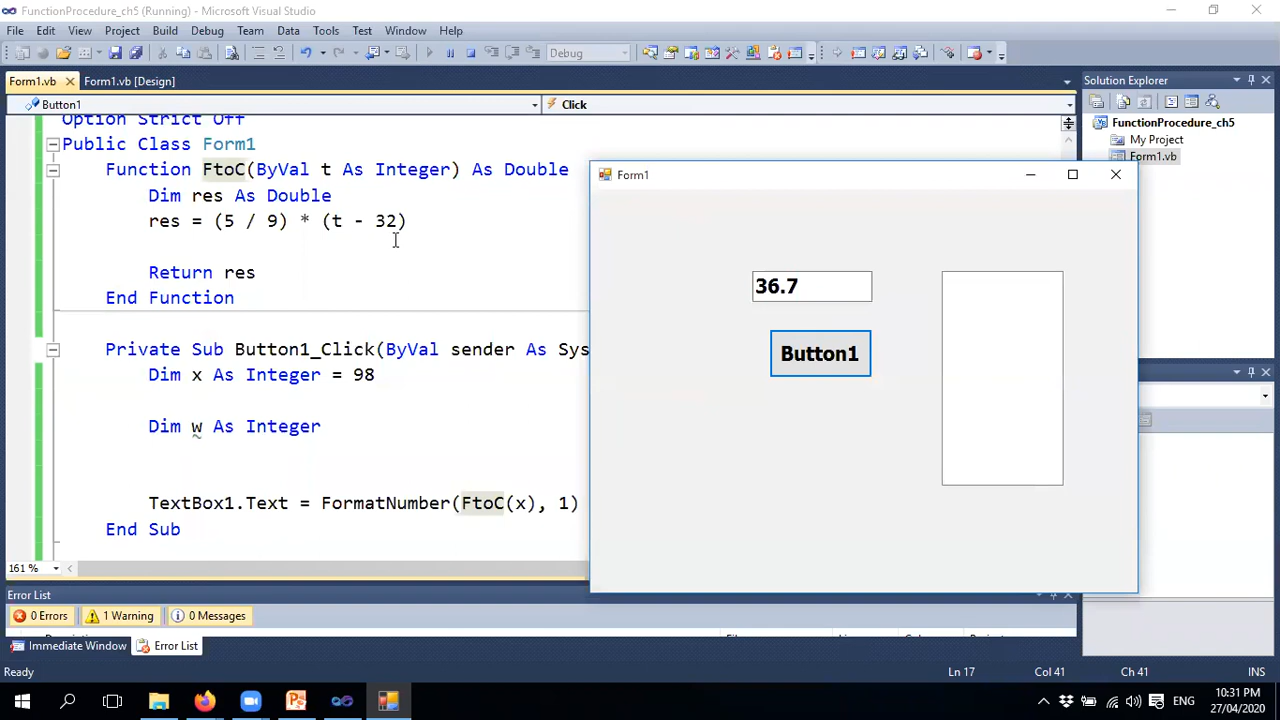 FunctionProcedure_ch5 (Running) - Microsoft Visual Studio
File Edit View Project Build Debug Team Data Tools Test Window Help
Debug
Form1.vb Form1.vb [Design]
Button1 Click
Option Strict Off
Public Class Form1
Function FtoC(ByVal t As Integer) As Double
Dim res As Double
res = (5 / 9) * (t - 32)
Return res
End Function
Private Sub Button1_Click(ByVal sender As Sys
Dim x As Integer = 98
Dim w As Integer
TextBox1.Text = FormatNumber(FtoC(x), 1)
End Sub
161 %
Form1
36.7
Button1
Solution Explorer
FunctionProcedure_ch5
My Project
Form1.vb
Error List
0 Errors 1 Warning 0 Messages
Immediate Window Error List
Ready Ln 17 Col 41 Ch 41 INS
ENG
10:31 PM
27/04/2020